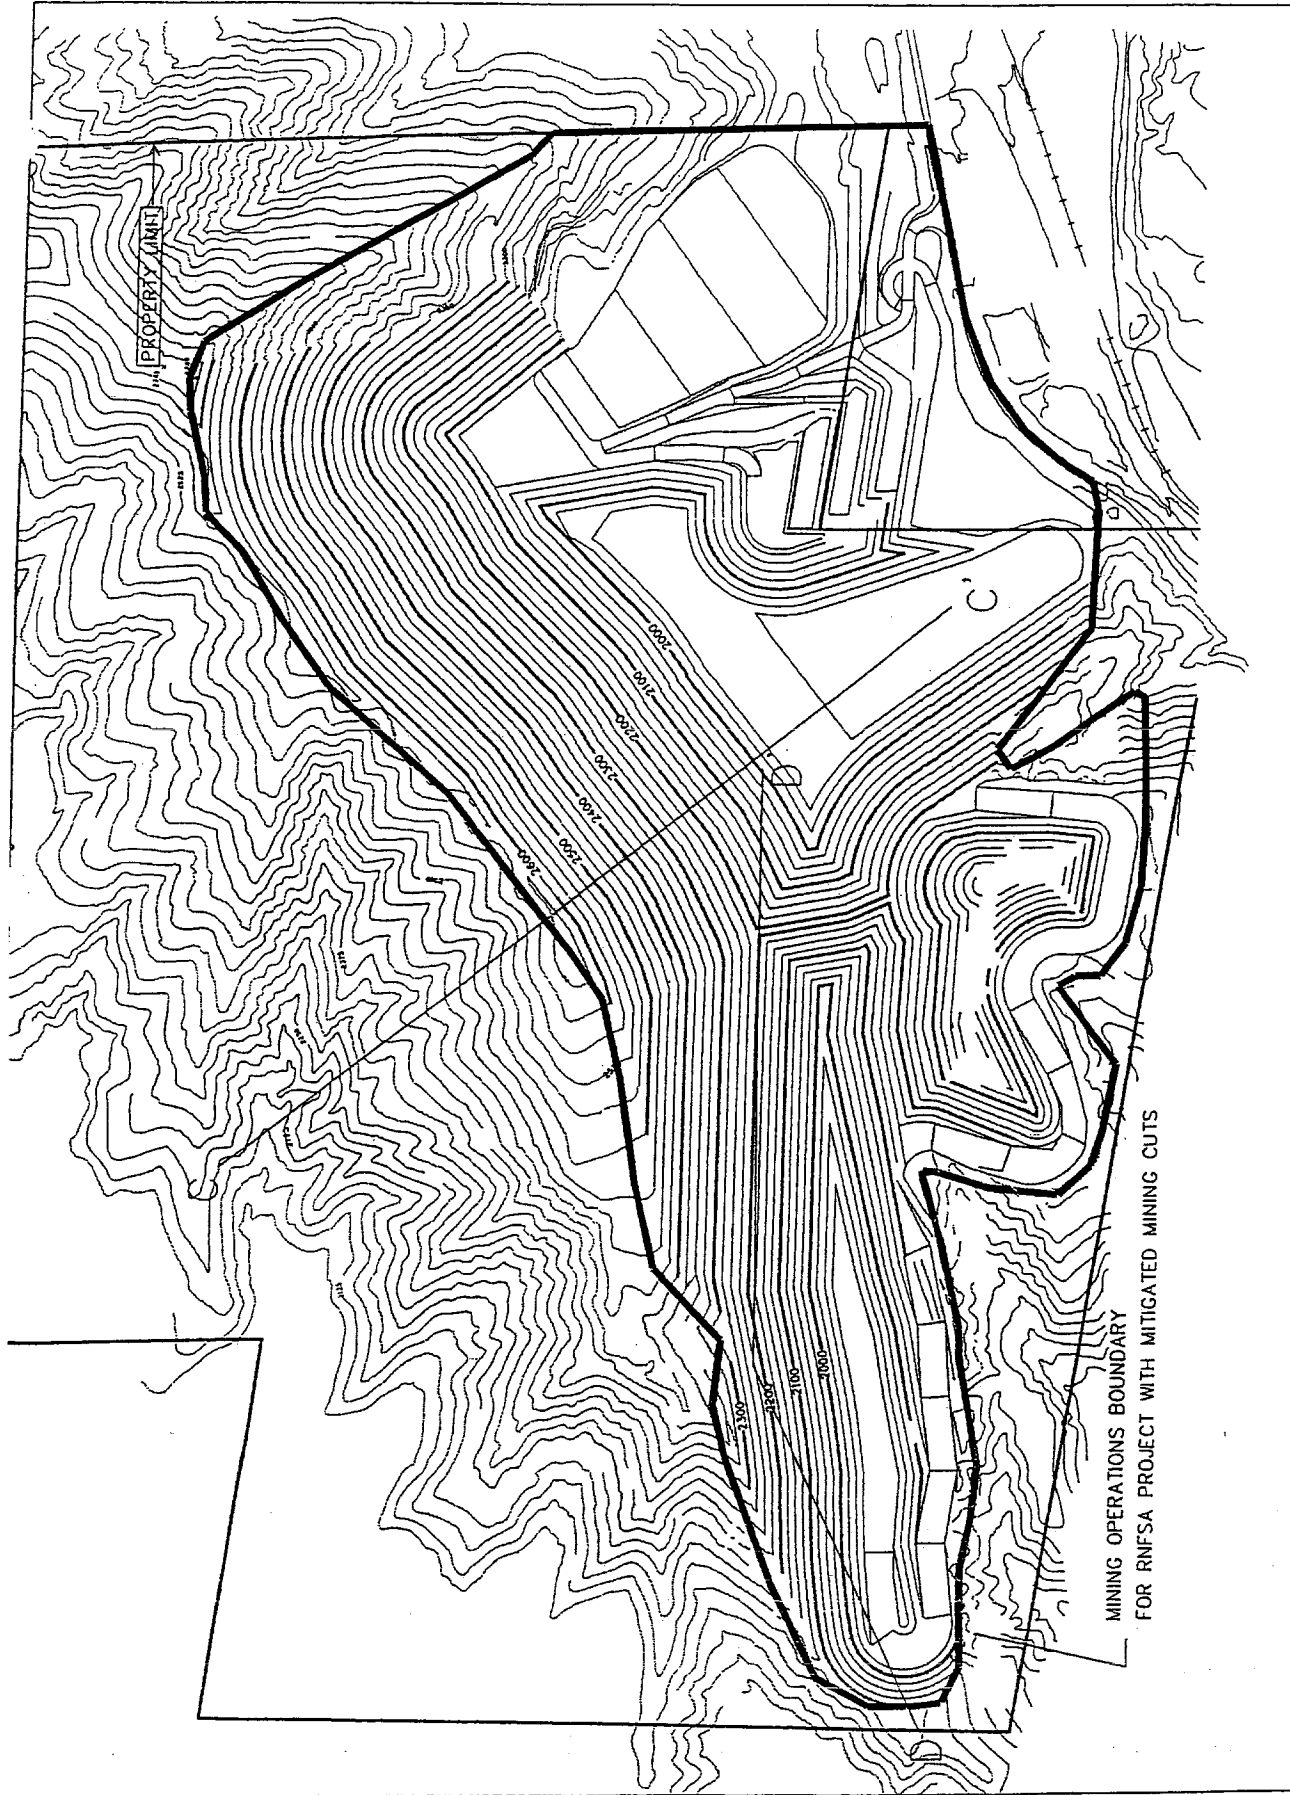 PROPERTY LIMIT
2000
2100
2200
2300
2400
2500
2600
C
C'
D'
2300
2200
2100
2000
D
MINING OPERATIONS BOUNDARY
FOR RNFSA PROJECT WITH MITIGATED MINING CUTS